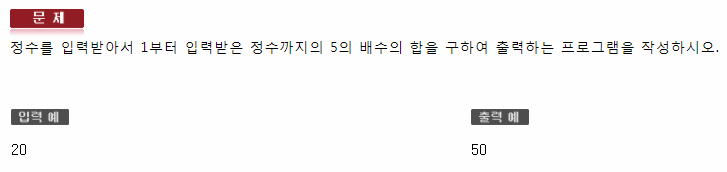 문 제
정수를 입력받아서 1부터 입력받은 정수까지의 5의 배수의 합을 구하여 출력하는 프로그램을 작성하시오.
입력 예
출력 예
20
50